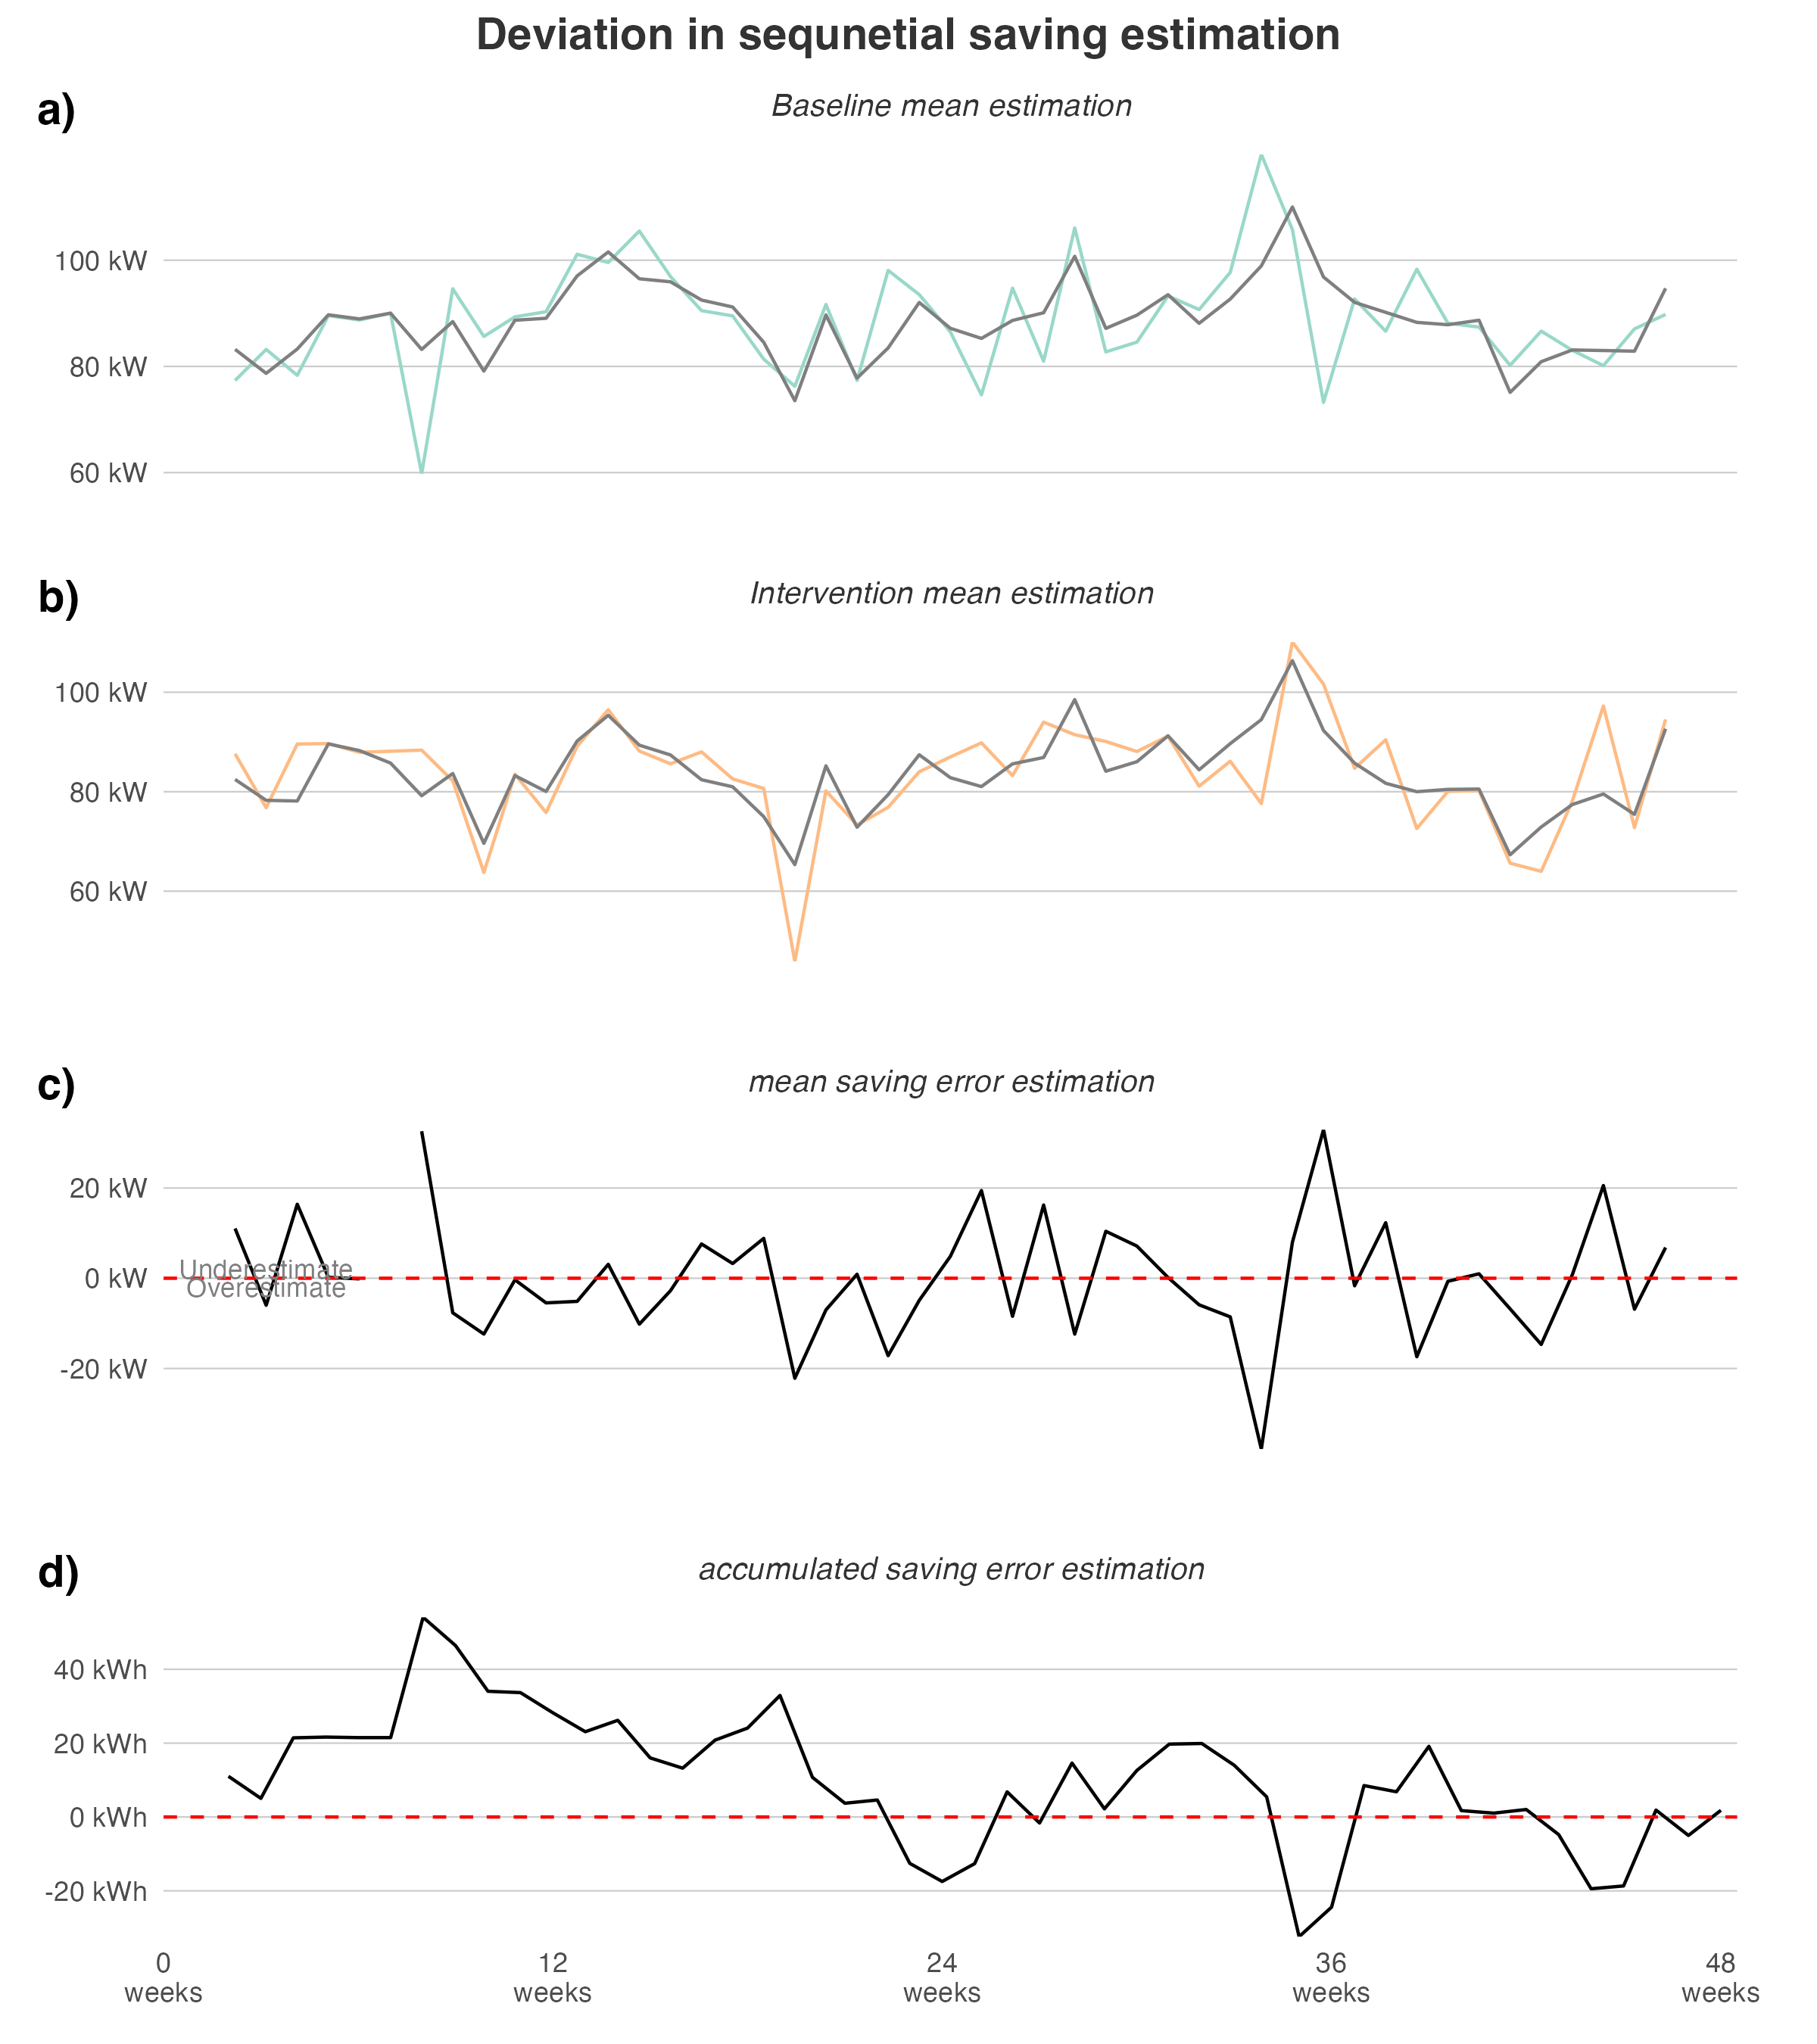 Deviation in sequnetial saving estimation
a)
Baseline mean estimation
100 kW
80 kW
60 kW
b)
Intervention mean estimation
100 kW
80 kW
60 kW
c)
mean saving error estimation
20 kW
Underestimate
0 kW
Overestimate
-20 kW
d)
accumulated saving error estimation
40 kWh
20 kWh
0 kWh
-20 kWh
0 12 24 36 48
weeks weeks weeks weeks weeks